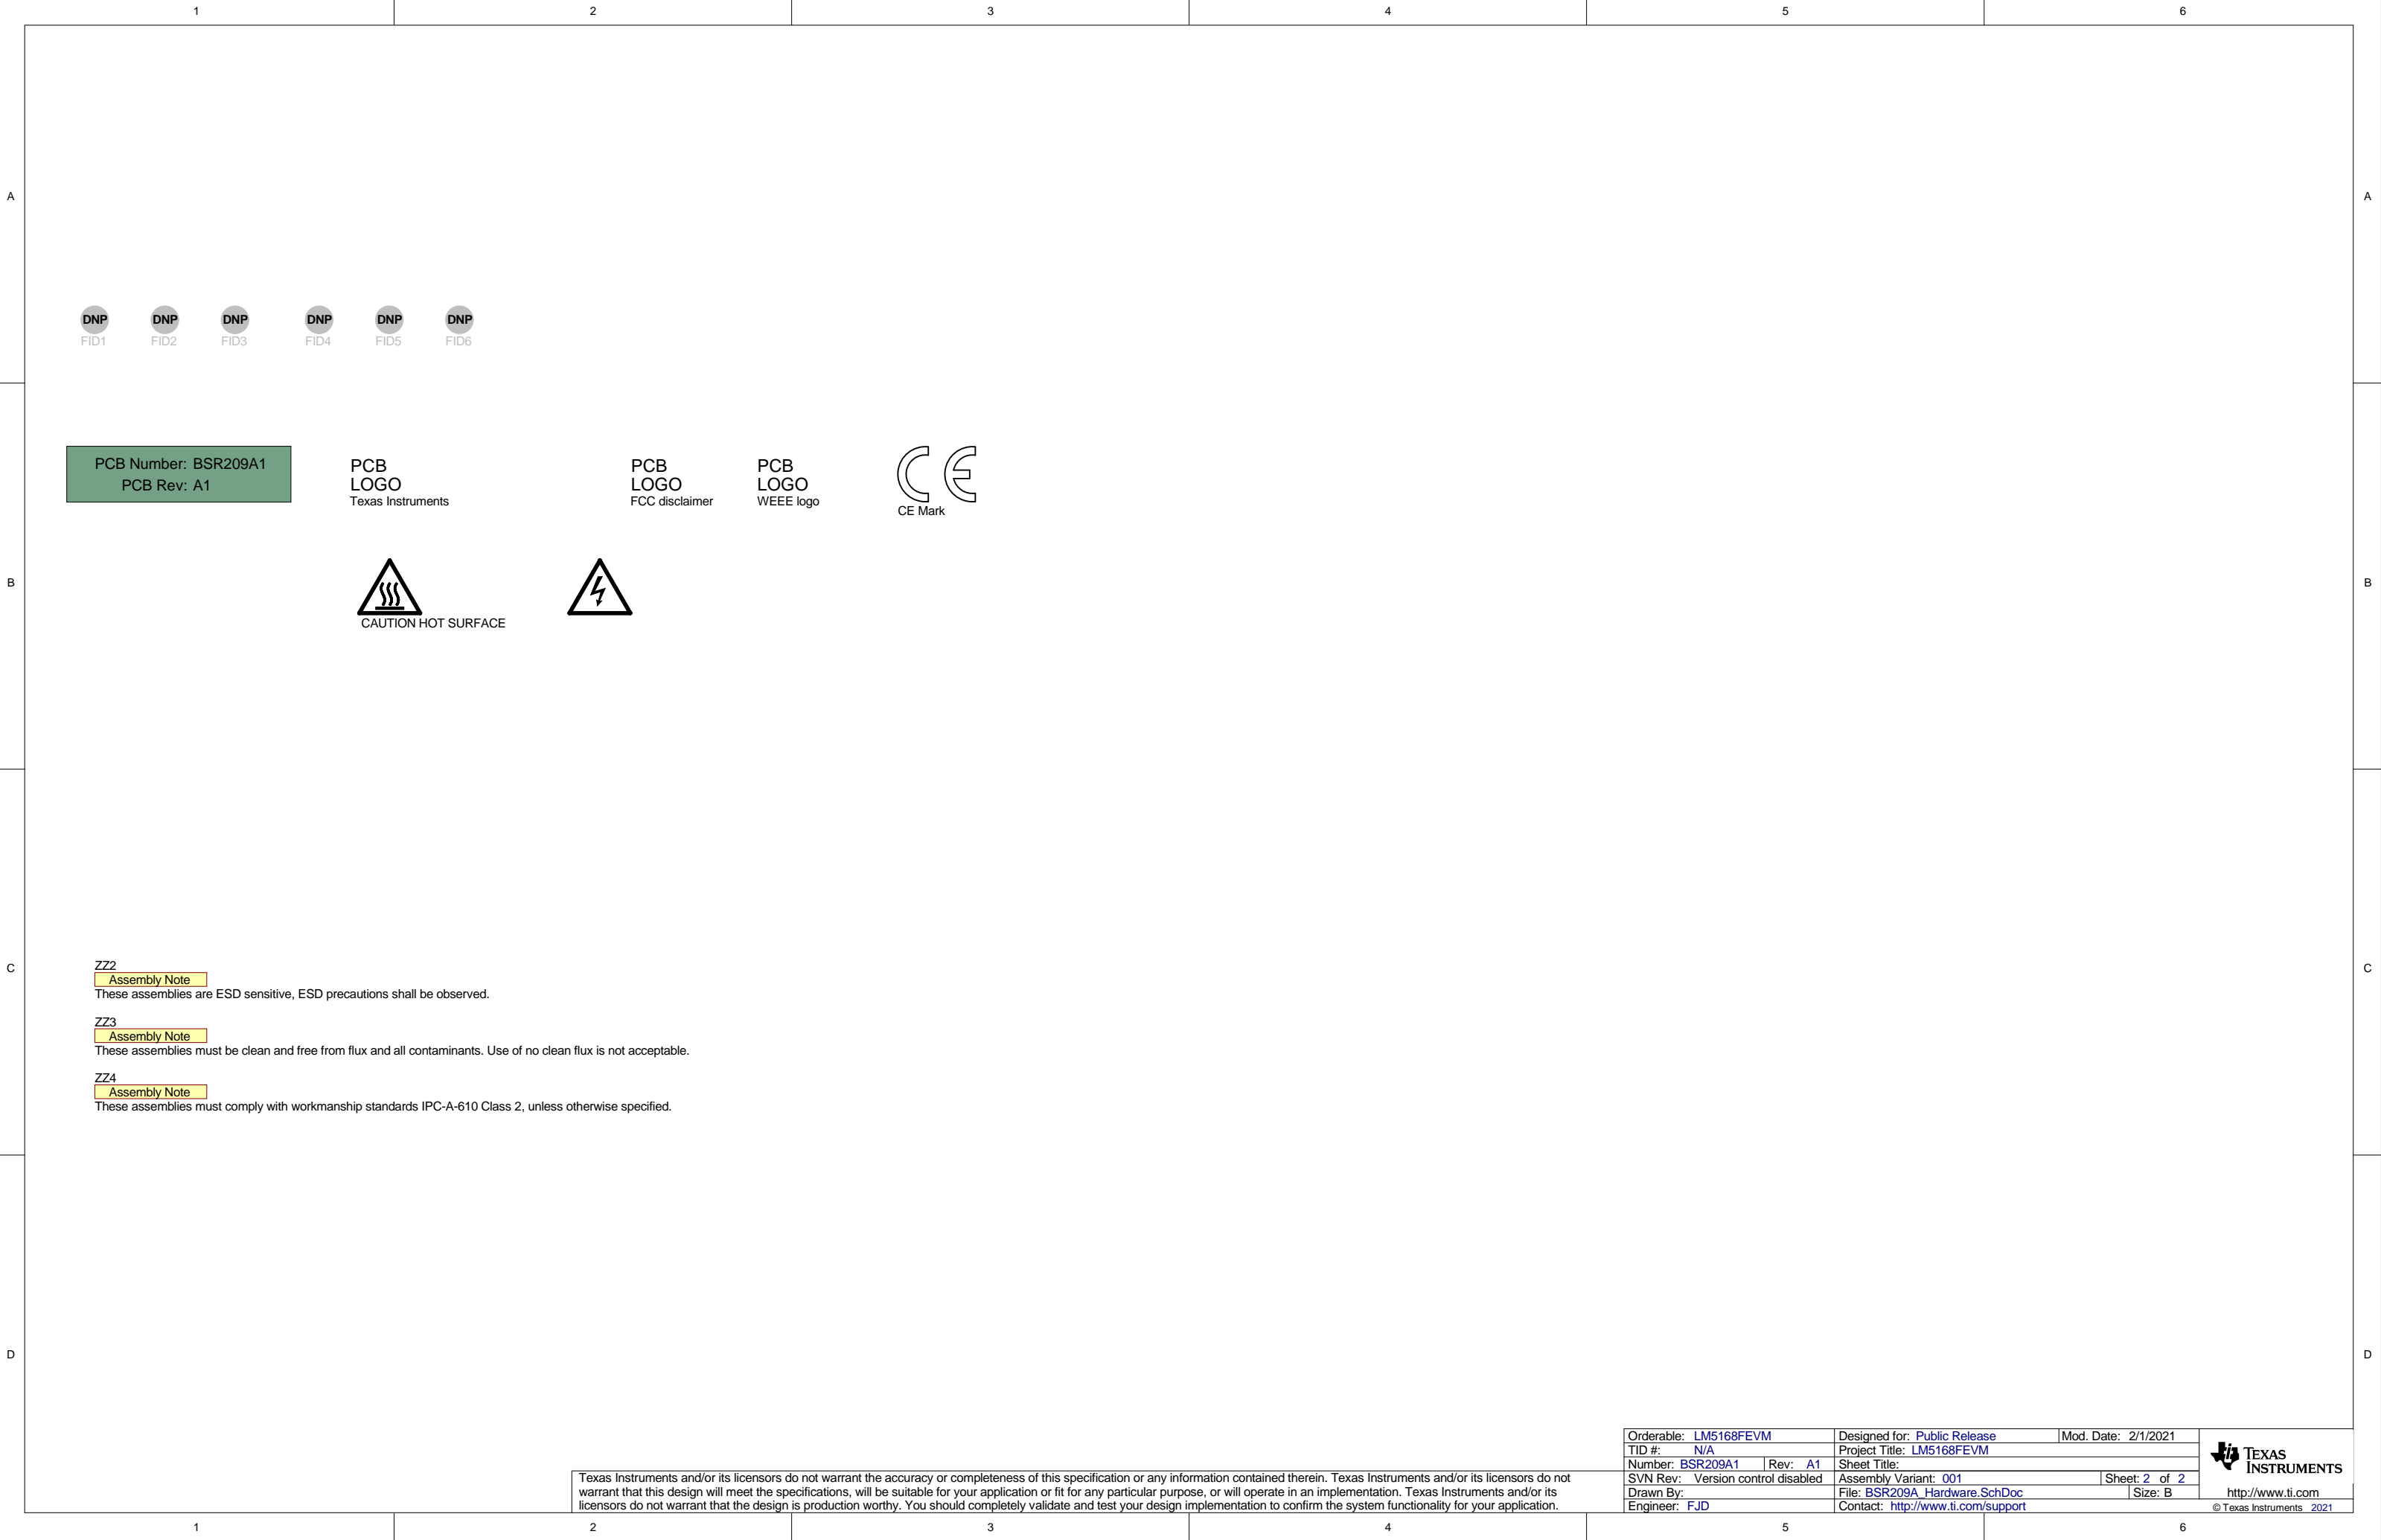 1 2 3 4 5 6
A A
DNP DNP DNP DNP DNP DNP
FID1 FID2 FID3 FID4 FID5 FID6
PCB Number: BSR209A1
PCB Rev: A1
PCB
LOGO
Texas Instruments
PCB
LOGO
FCC disclaimer
PCB
LOGO
WEEE logo
CE
CE Mark
B B
CAUTION HOT SURFACE
C C
ZZ2
Assembly Note
These assemblies are ESD sensitive, ESD precautions shall be observed.
ZZ3
Assembly Note
These assemblies must be clean and free from flux and all contaminants. Use of no clean flux is not acceptable.
ZZ4
Assembly Note
These assemblies must comply with workmanship standards IPC-A-610 Class 2, unless otherwise specified.
D D
Texas Instruments and/or its licensors do not warrant the accuracy or completeness of this specification or any information contained therein. Texas Instruments and/or its licensors do not
warrant that this design will meet the specifications, will be suitable for your application or fit for any particular purpose, or will operate in an implementation. Texas Instruments and/or its
licensors do not warrant that the design is production worthy. You should completely validate and test your design implementation to confirm the system functionality for your application.
Orderable: LM5168FEVM Designed for: Public Release Mod. Date: 2/1/2021
TID #: N/A Project Title: LM5168FEVM
Number: BSR209A1 Rev: A1 Sheet Title:
SVN Rev: Version control disabled Assembly Variant: 001 Sheet: 2 of 2
Drawn By: File: BSR209A_Hardware.SchDoc Size: B
Engineer: FJD Contact: http://www.ti.com/support
TEXAS
INSTRUMENTS
http://www.ti.com
© Texas Instruments 2021
1 2 3 4 5 6